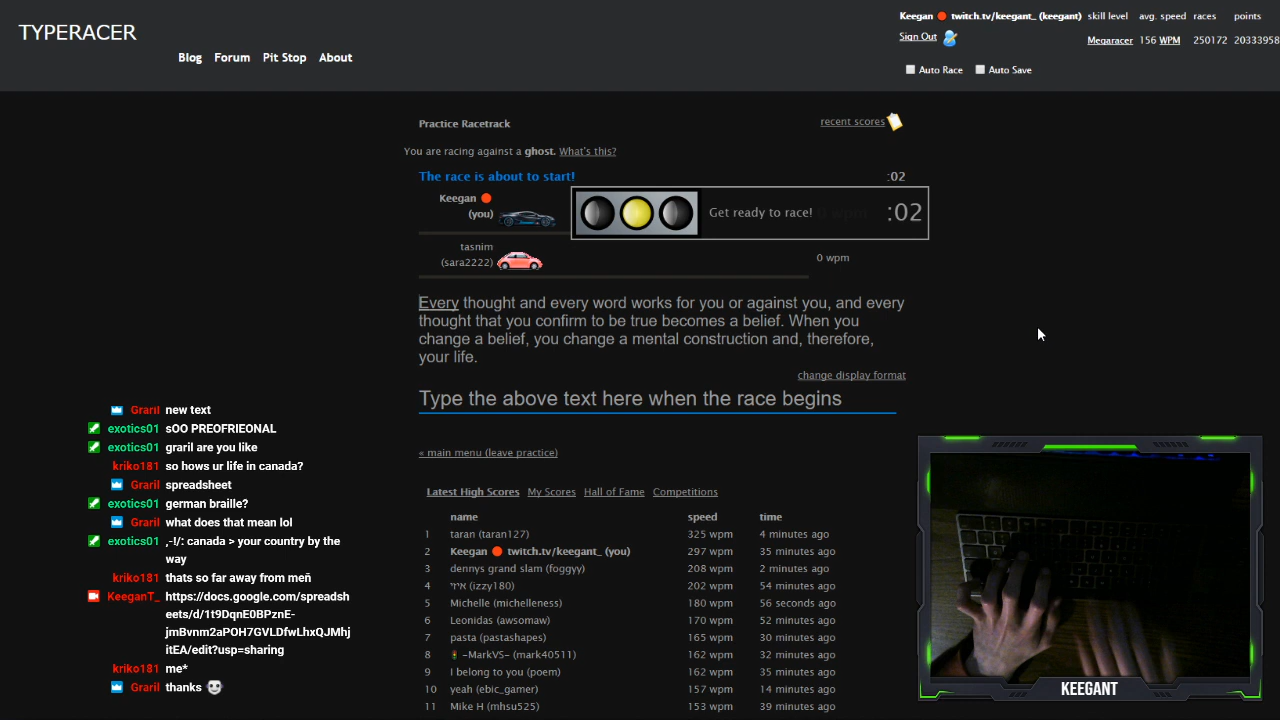 TYPERACER
Blog Forum Pit Stop About
Keegan twitch.tv/keegant_ (keegant) skill level avg. speed races points
Sign Out Megaracer 156 WPM 250172 20333958
Auto Race Auto Save
Practice Racetrack recent scores
You are racing against a ghost. What's this?
The race is about to start! :02
Keegan
(you)
Get ready to race! 0 wpm :02
tasnim
(sara2222)
0 wpm
Every thought and every word works for you or against you, and every
thought that you confirm to be true becomes a belief. When you
change a belief, you change a mental construction and, therefore,
your life.
change display format
Type the above text here when the race begins
« main menu (leave practice)
Latest High Scores My Scores Hall of Fame Competitions
name speed time
1 taran (taran127) 325 wpm 4 minutes ago
2 Keegan twitch.tv/keegant_ (you) 297 wpm 35 minutes ago
3 dennys grand slam (foggyy) 208 wpm 2 minutes ago
4 (izzy180) 202 wpm 54 minutes ago
5 Michelle (michelleness) 180 wpm 56 seconds ago
6 Leonidas (awsomaw) 170 wpm 52 minutes ago
7 pasta (pastashapes) 165 wpm 30 minutes ago
8 ~MarkVS~ (mark40511) 162 wpm 32 minutes ago
9 I belong to you (poem) 162 wpm 35 minutes ago
10 yeah (ebic_gamer) 157 wpm 14 minutes ago
11 Mike H (mhsu525) 153 wpm 39 minutes ago
Graril new text
exotics01 sOO PREOFRIEONAL
exotics01 graril are you like
kriko181 so hows ur life in canada?
Graril spreadsheet
exotics01 german braille?
Graril what does that mean lol
exotics01 ,-I/: canada > your country by the
way
kriko181 thats so far away from meñ
KeeganT_ https://docs.google.com/spreadsh
eets/d/1t9DqnE0BPznE-
jmBvnm2aPOH7GVLDfwLhxQJMhj
itEA/edit?usp=sharing
kriko181 me*
Graril thanks
KEEGANT